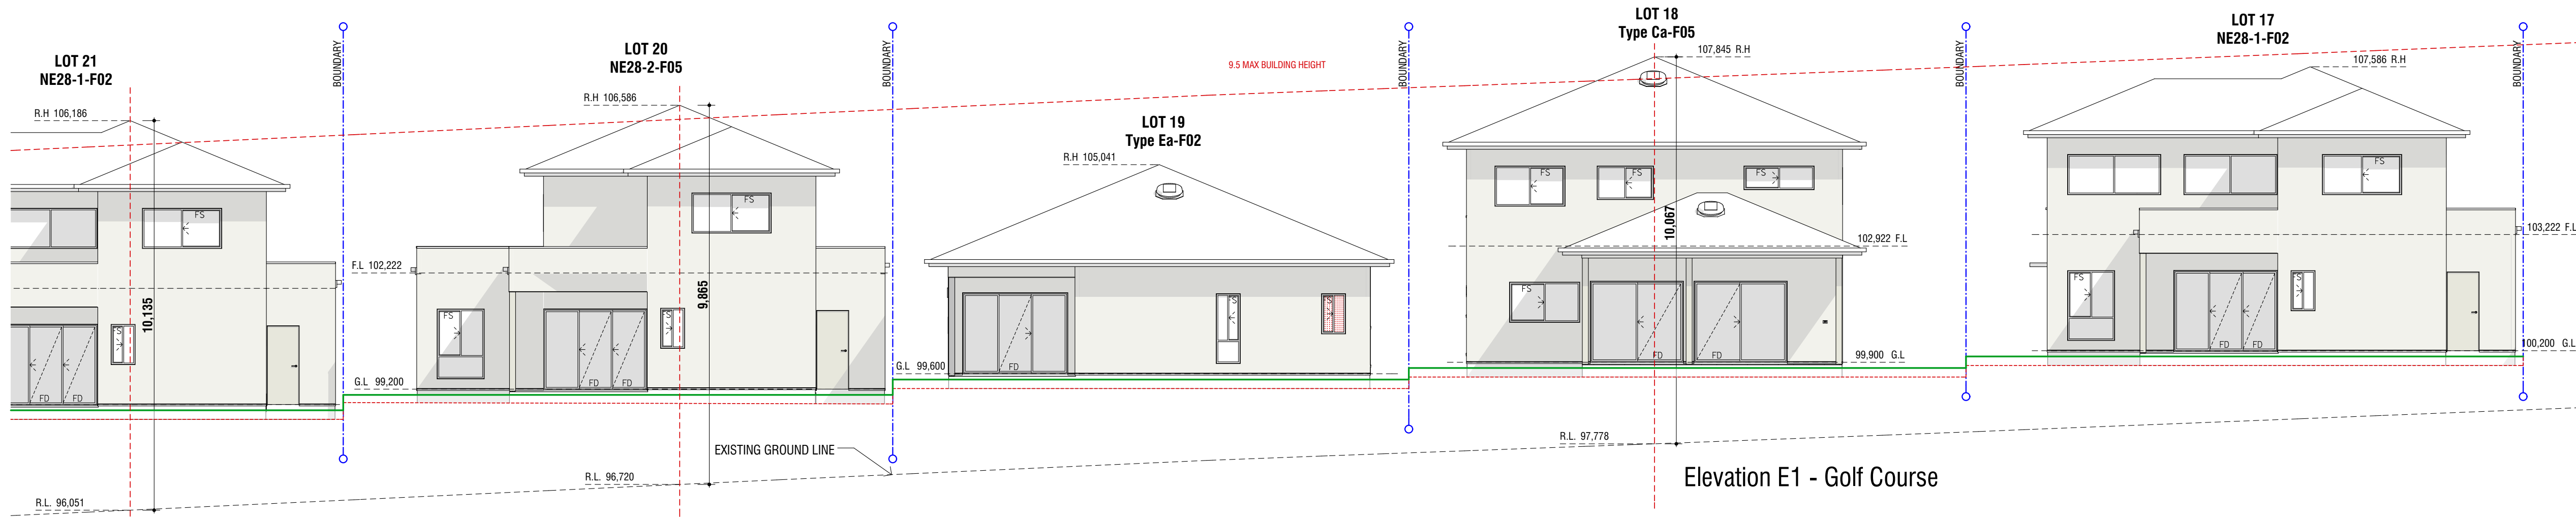 LOT 21
NE28-1-F02
R.H 106,186
10,135
R.L. 96,051
FS
FS
FD
FD
BOUNDARY
LOT 20
NE28-2-F05
R.H 106,586
F.L 102,222
G.L 99,200
9,865
R.L. 96,720
FS
FS
FS
FD
FD
EXISTING GROUND LINE
BOUNDARY
LOT 19
Type Ea-F02
R.H 105,041
G.L 99,600
FD
FS
FS
9.5 MAX BUILDING HEIGHT
BOUNDARY
LOT 18
Type Ca-F05
107,845 R.H
10,067
102,922 F.L
99,900 G.L
R.L. 97,778
FS
FS
FS
FS
FD
FD
BOUNDARY
LOT 17
NE28-1-F02
107,586 R.H
103,222 F.L
100,200 G.L
FS
FS
FS
FD
FD
BOUNDARY
Elevation E1 - Golf Course